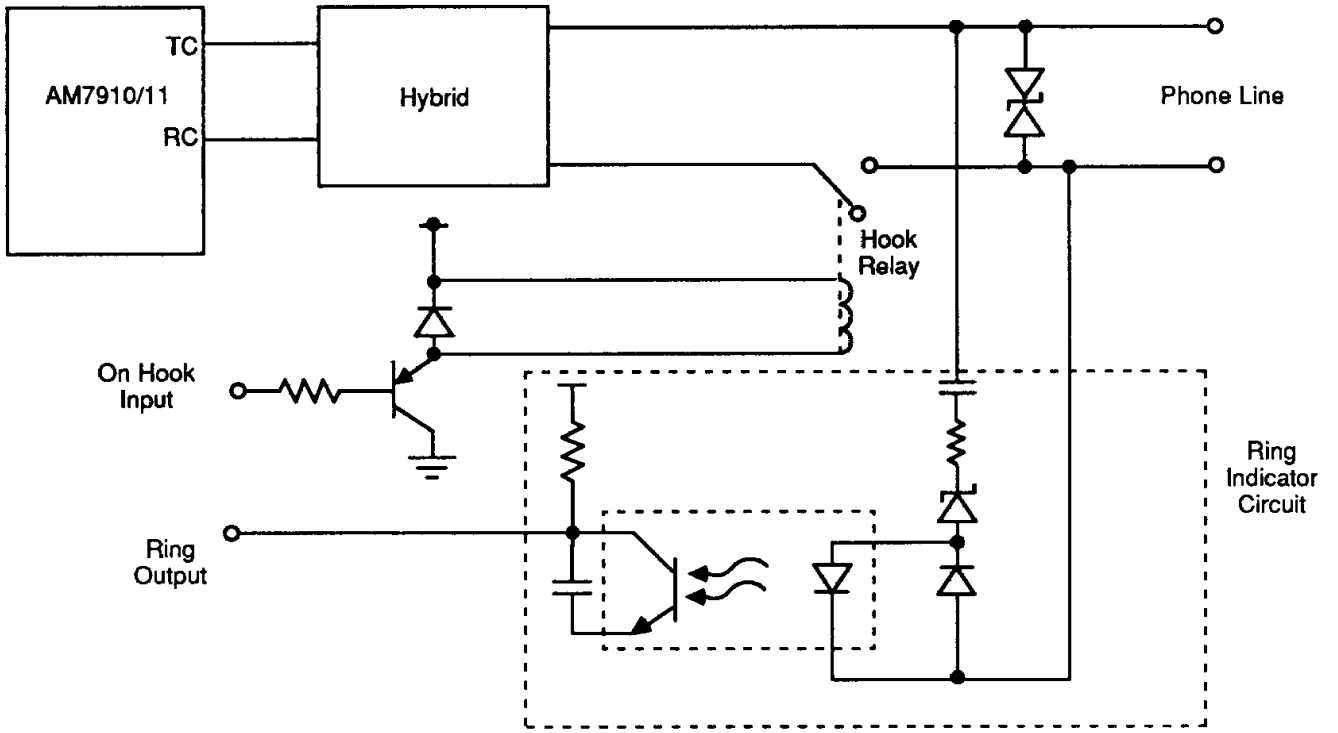 TC
AM7910/11
RC
Hybrid
Phone Line
Hook
Relay
On Hook
Input
Ring
Indicator
Circuit
Ring
Output